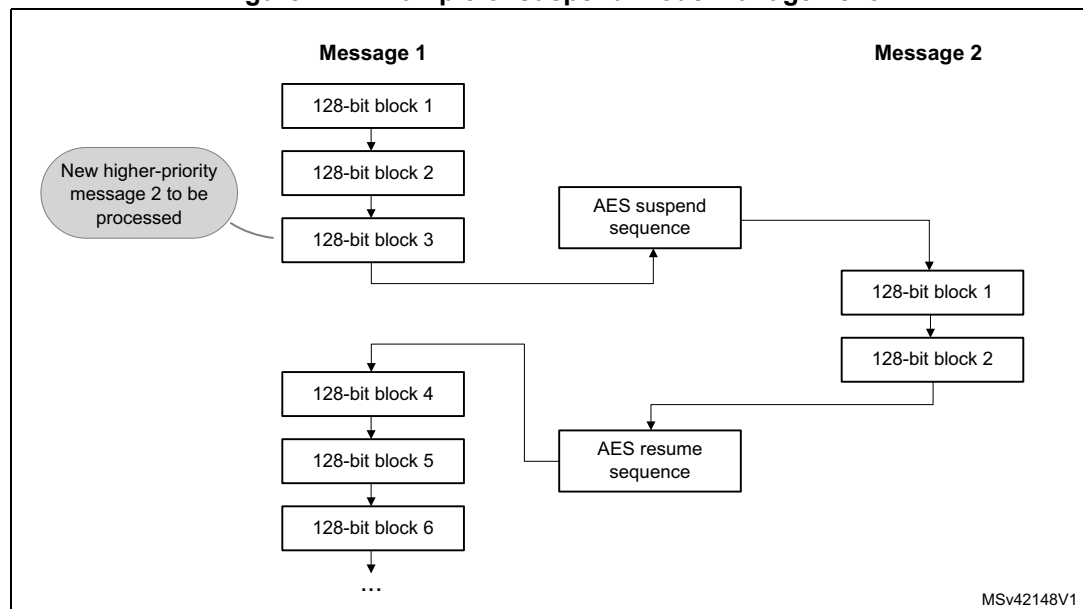 Message 1
Message 2
128-bit block 1
128-bit block 2
128-bit block 3
New higher-priority
message 2 to be
processed
AES suspend
sequence
128-bit block 1
128-bit block 2
AES resume
sequence
128-bit block 4
128-bit block 5
128-bit block 6
...
MSv42148V1